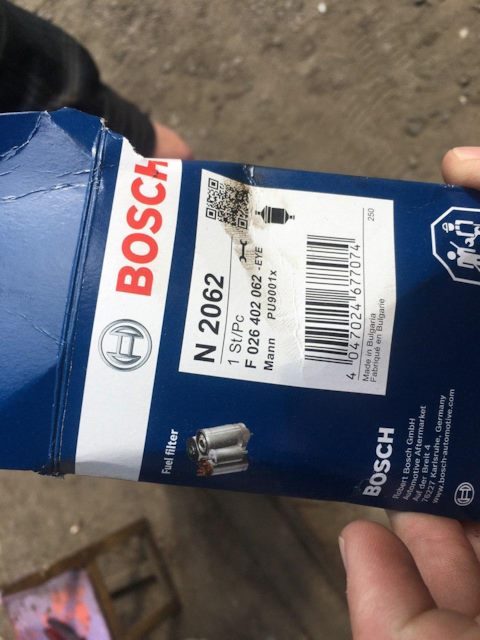 BOSCH
N 2062
1 St/Pc
F 026 402 062 -EYE
Mann PU9001x
4 047024 677074
Made in Bulgaria
Fabriqué en Bulgarie
250
Fuel filter
BOSCH
Robert Bosch GmbH
Automotive Aftermarket
Auf der Breit 4
76227 Karlsruhe, Germany
www.bosch-automotive.com